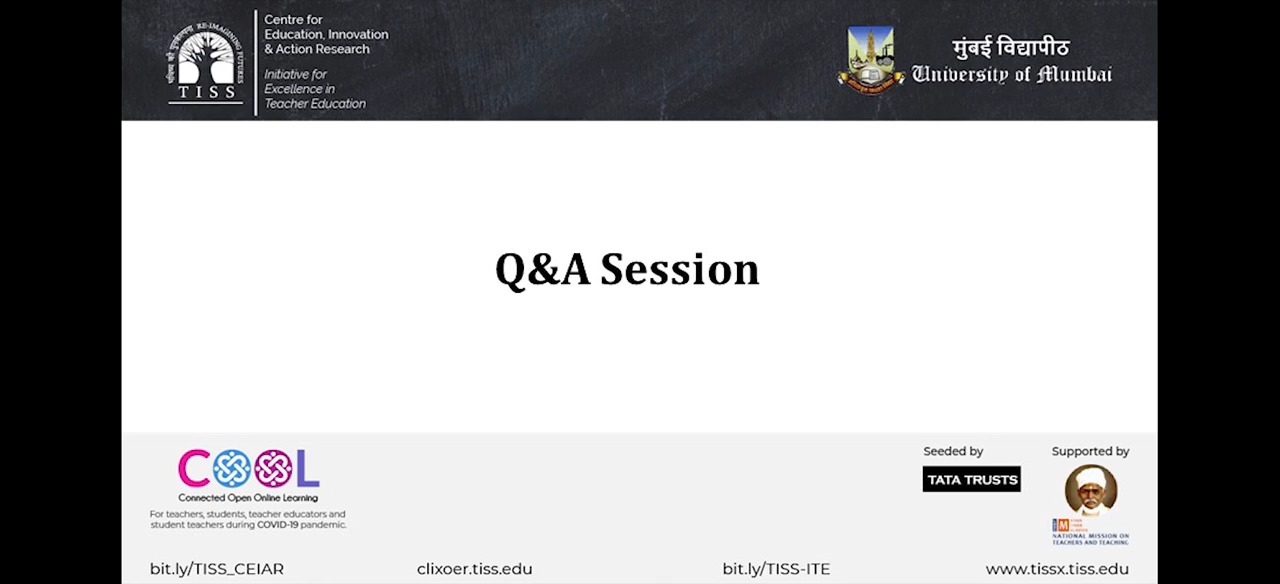 RE-IMAGINING FUTURES
TISS
Centre for
Education, Innovation
& Action Research
Initiative for
Excellence in
Teacher Education
मुंबई विद्यापीठ
University of Mumbai
Q&A Session
COOL
Connected Open Online Learning
For teachers, students, teacher educators and
student teachers during COVID-19 pandemic.
Seeded by
TATA TRUSTS
Supported by
NATIONAL MISSION ON
TEACHERS AND TEACHING
bit.ly/TISS_CEIAR
clixoer.tiss.edu
bit.ly/TISS-ITE
www.tissx.tiss.edu